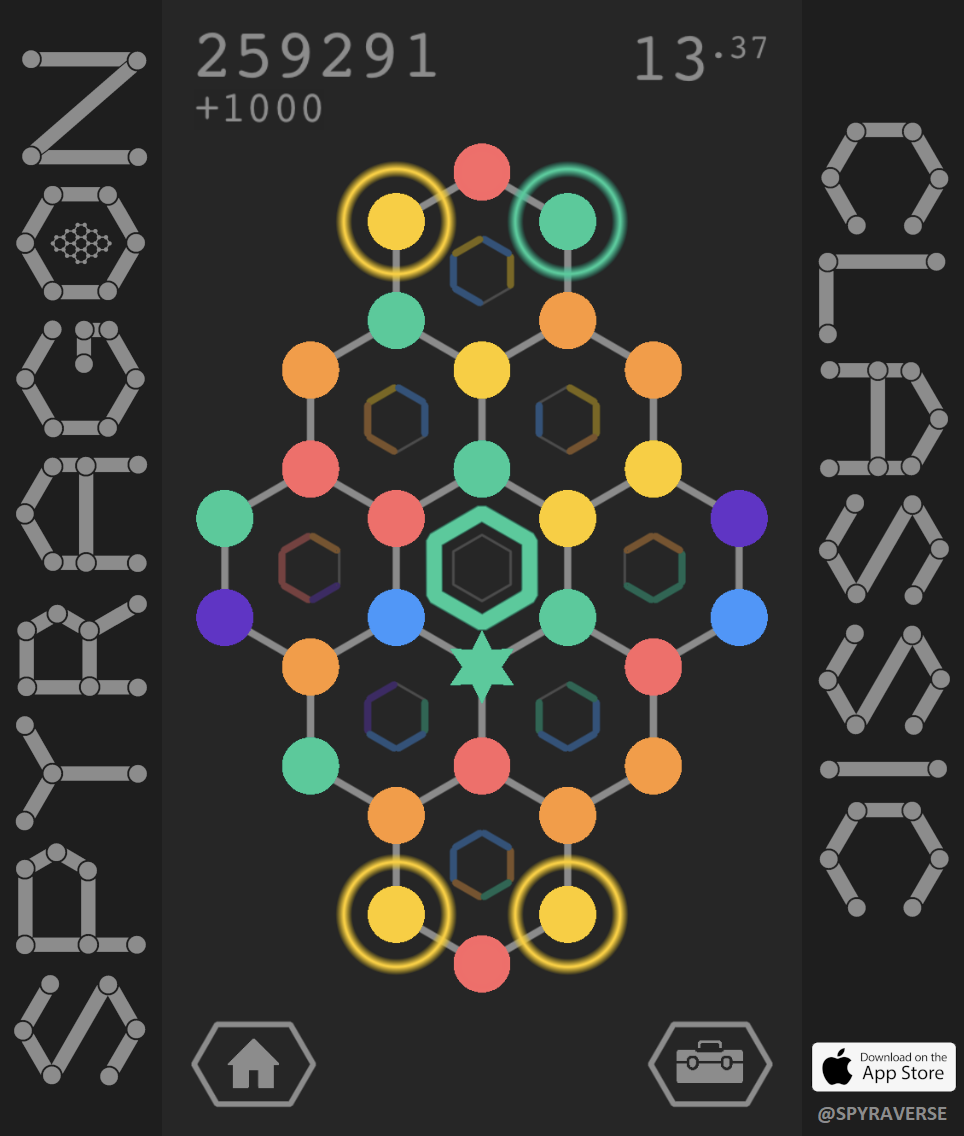 SPYRAGON
259291
+1000
13.37
CLASSIC
Download on the
App Store
@SPYRAVERSE